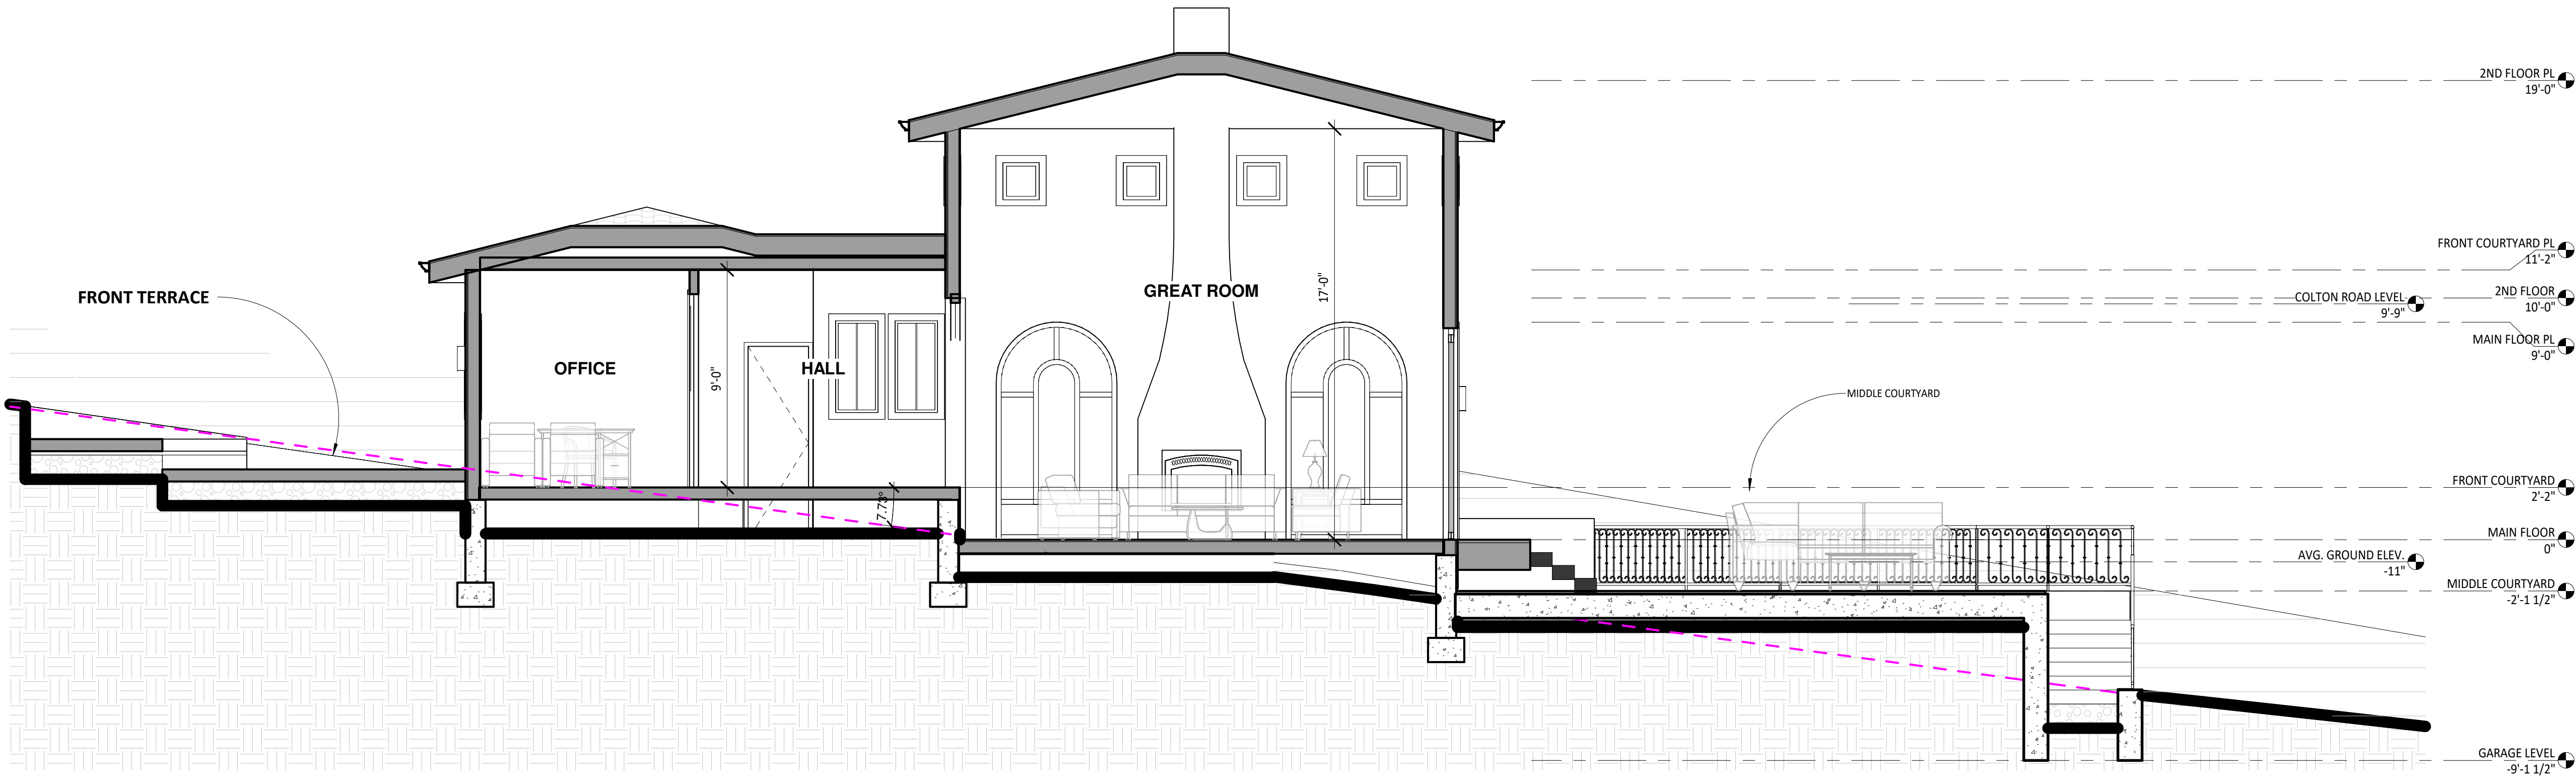 2ND FLOOR PL
19'-0"
FRONT COURTYARD PL
11'-2"
2ND FLOOR
10'-0"
COLTON ROAD LEVEL
9'-9"
MAIN FLOOR PL
9'-0"
FRONT TERRACE
GREAT ROOM
17'-0"
OFFICE
9'-0"
HALL
MIDDLE COURTYARD
7.73°
FRONT COURTYARD
2'-2"
MAIN FLOOR
0"
AVG. GROUND ELEV.
-11"
MIDDLE COURTYARD
-2'-1 1/2"
GARAGE LEVEL
-9'-1 1/2"